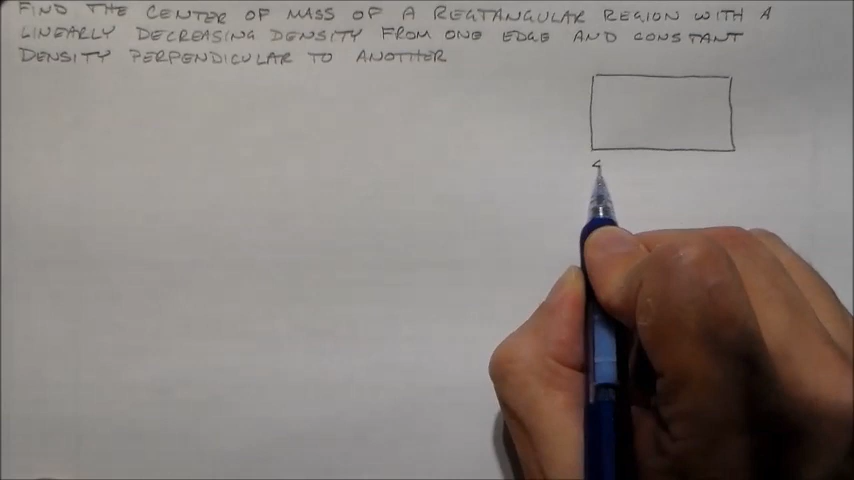 FIND THE CENTER OF MASS OF A RECTANGULAR REGION WITH A
LINEARLY DECREASING DENSITY FROM ONE EDGE AND CONSTANT
DENSITY PERPENDICULAR TO ANOTHER